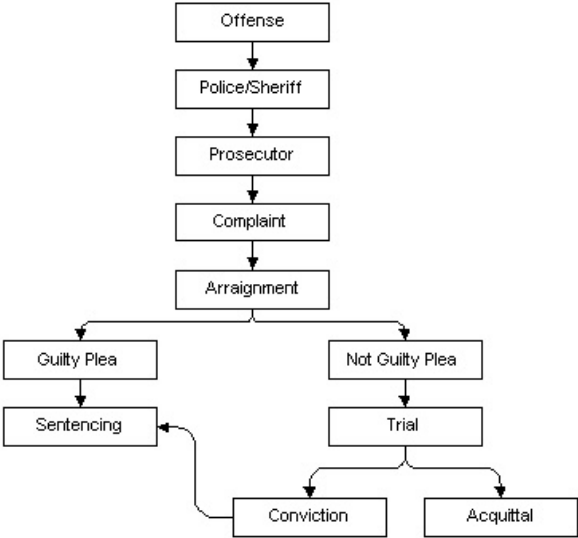 Offense
Police/Sheriff
Prosecutor
Complaint
Arraignment
Guilty Plea
Not Guilty Plea
Sentencing
Trial
Conviction
Acquittal